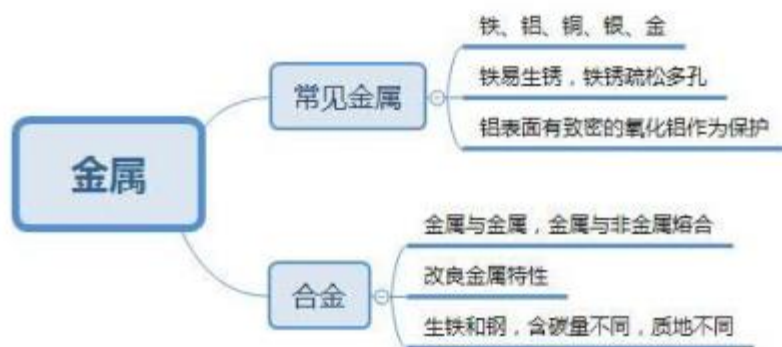 金属
常见金属
铁、铝、铜、银、金
铁易生锈，铁锈疏松多孔
铝表面有致密的氧化铝作为保护
合金
金属与金属，金属与非金属熔合
改良金属特性
生铁和钢，含碳量不同，质地不同